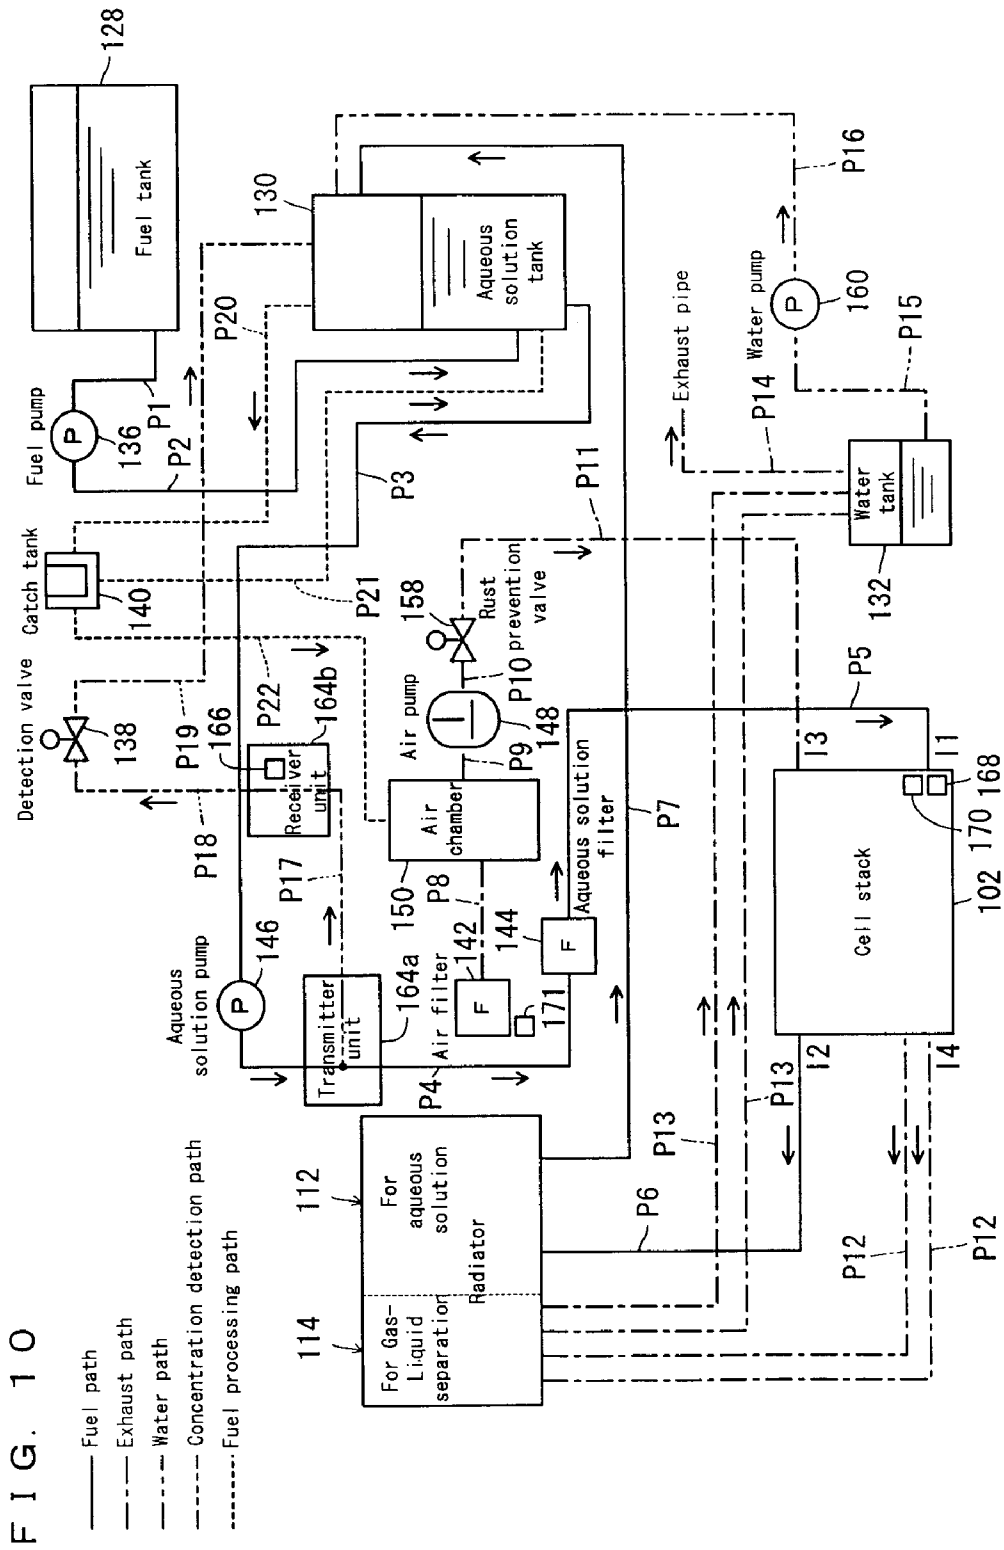 FIG. 10
Fuel path
Exhaust path
Water path
Concentration detection path
Fuel processing path
128
Fuel tank
Fuel pump
P
136
P1
P2
Catch tank
140
Detection valve
138
P19
P18
P20
130
Aqueous
solution
tank
P3
P21
P22
164b
166
Receiver
unit
P17
Aqueous
solution pump
P
146
Transmitter
unit
164a
P4
Air filter
F
142
171
P8
Air
chamber
150
Air pump
P9
148
P10
158
Rust
prevention
valve
P11
F
144
Aqueous solution
filter
P7
P5
Exhaust pipe
P14
Water pump
P
160
P16
P15
Water
tank
132
I3
I1
168
170
Cell stack
102
I2
I4
112
For
aqueous
solution
Radiator
114
For Gas-
Liquid
separation
P6
P13
P13
P12
P12